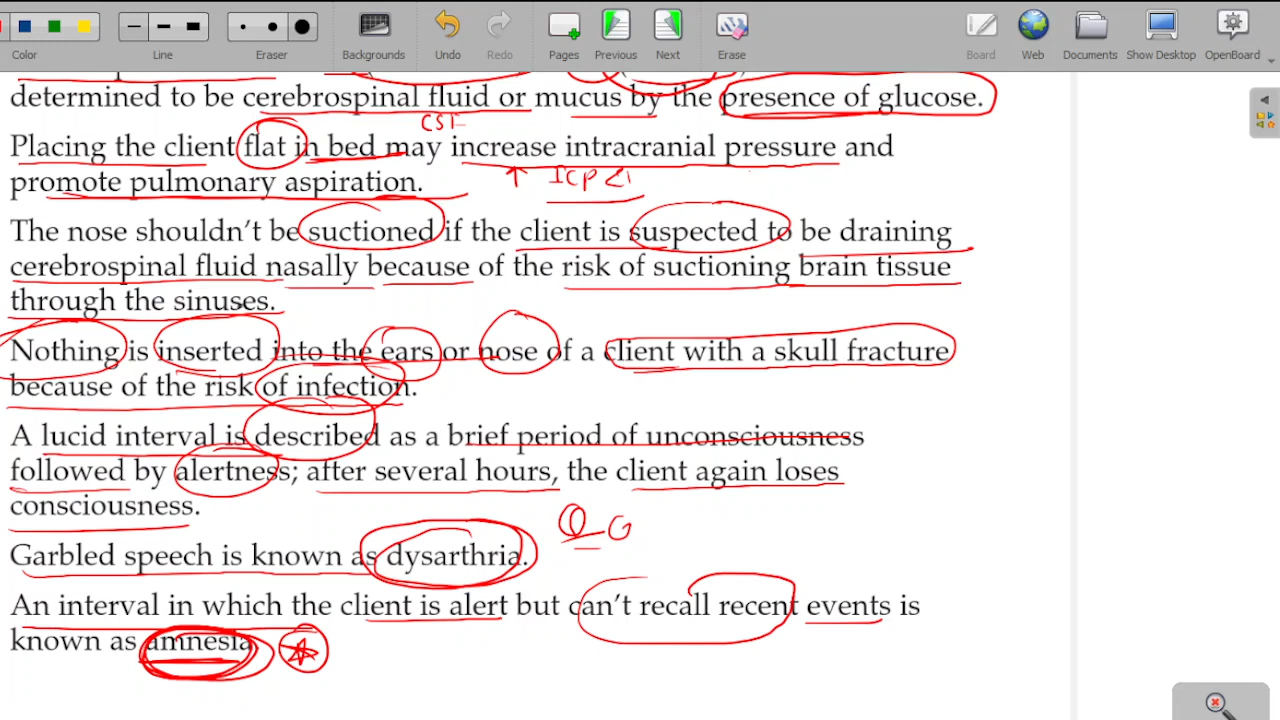 Color Line Eraser Backgrounds Undo Redo Pages Previous Next Erase Board Web Documents Show Desktop OpenBoard
determined to be cerebrospinal fluid or mucus by the presence of glucose.
CSF
Placing the client flat in bed may increase intracranial pressure and
promote pulmonary aspiration.
↑ ICP
The nose shouldn't be suctioned if the client is suspected to be draining
cerebrospinal fluid nasally because of the risk of suctioning brain tissue
through the sinuses.
Nothing is inserted into the ears or nose of a client with a skull fracture
because of the risk of infection.
A lucid interval is described as a brief period of unconsciousness
followed by alertness; after several hours, the client again loses
consciousness.
Garbled speech is known as dysarthria.
An interval in which the client is alert but can't recall recent events is
known as amnesia.